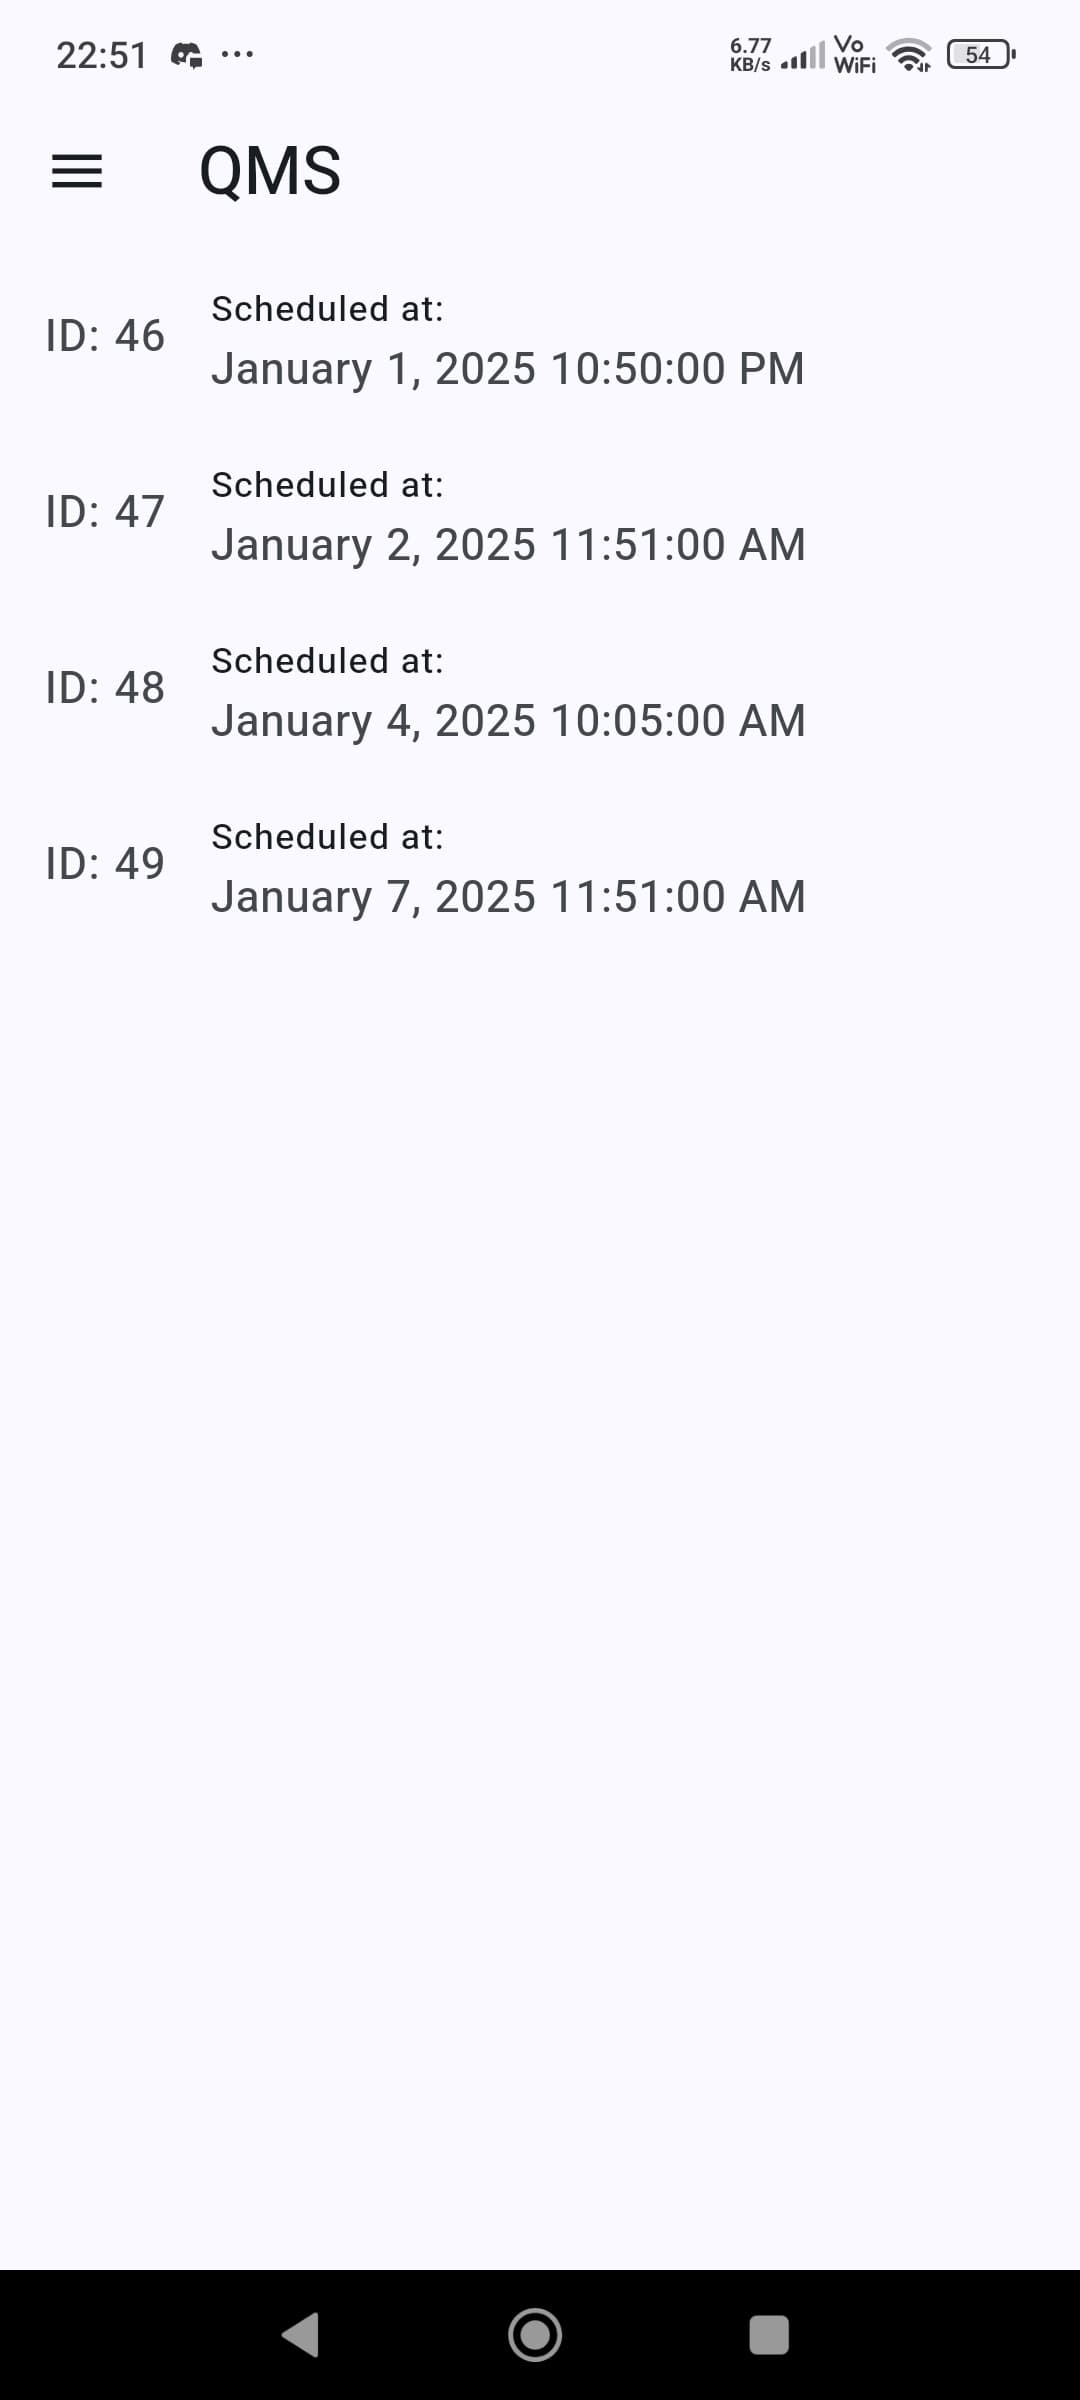 22:51 ... 6.77 KB/s Vo WiFi 54
QMS
ID: 46
Scheduled at:
January 1, 2025 10:50:00 PM
ID: 47
Scheduled at:
January 2, 2025 11:51:00 AM
ID: 48
Scheduled at:
January 4, 2025 10:05:00 AM
ID: 49
Scheduled at:
January 7, 2025 11:51:00 AM